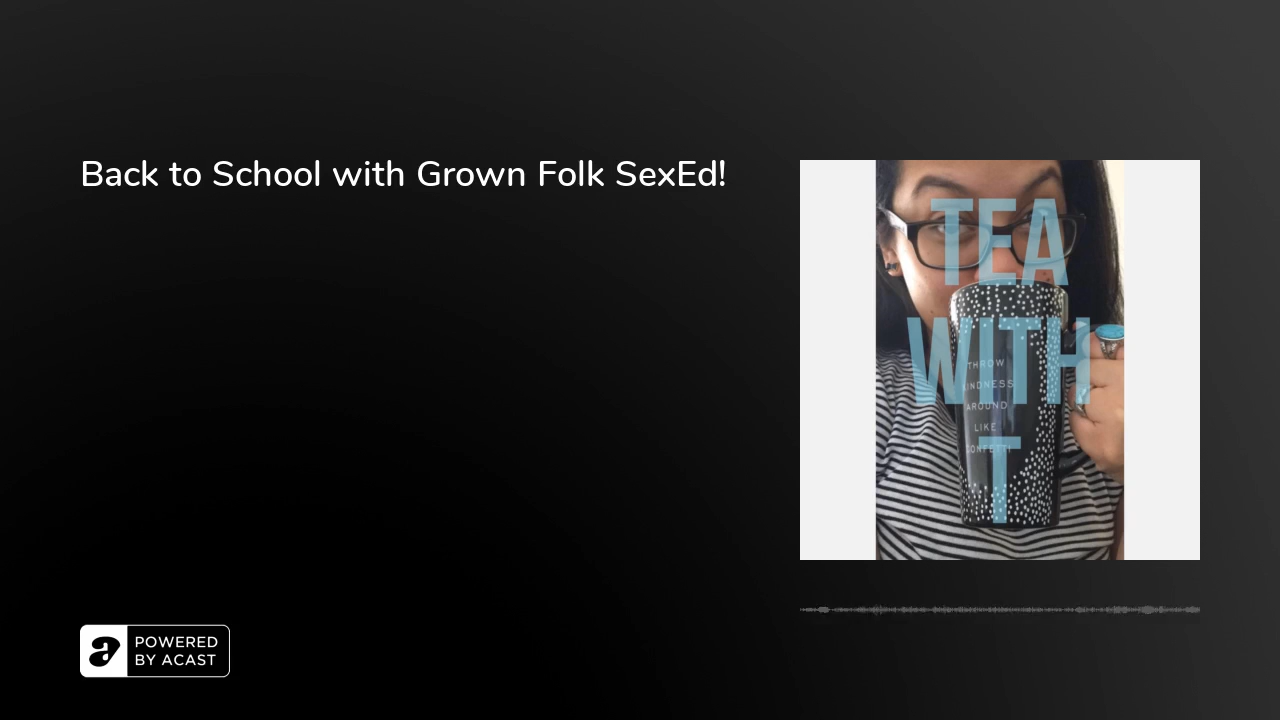 Back to School with Grown Folk SexEd!
TEA
WITH
T
THROW
KINDNESS
AROUND
LIKE
CONFETTI
POWERED
BY ACAST